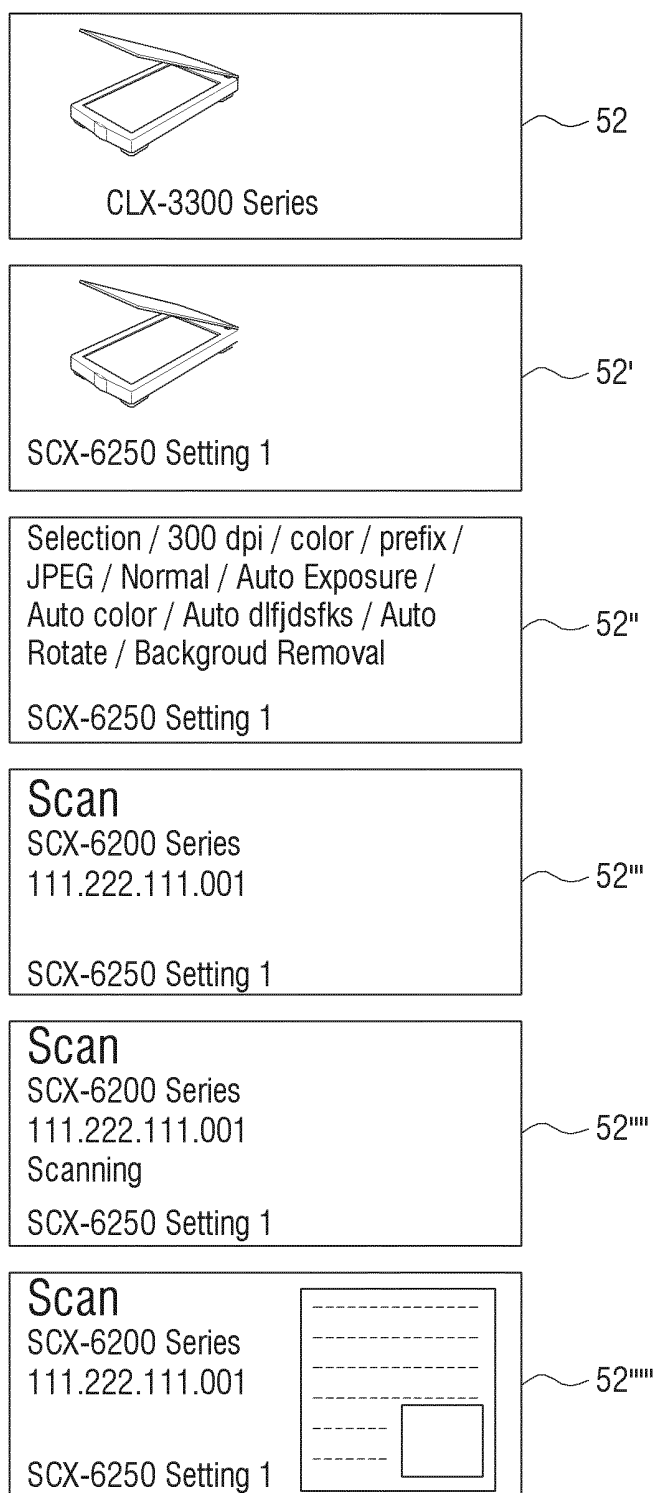 CLX-3300 Series
52
SCX-6250 Setting 1
52'
Selection / 300 dpi / color / prefix /
JPEG / Normal / Auto Exposure /
Auto color / Auto dlfjdsfks / Auto
Rotate / Backgroud Removal
SCX-6250 Setting 1
52"
Scan
SCX-6200 Series
111.222.111.001
SCX-6250 Setting 1
52'''
Scan
SCX-6200 Series
111.222.111.001
Scanning
SCX-6250 Setting 1
52''''
Scan
SCX-6200 Series
111.222.111.001
SCX-6250 Setting 1
52'''''